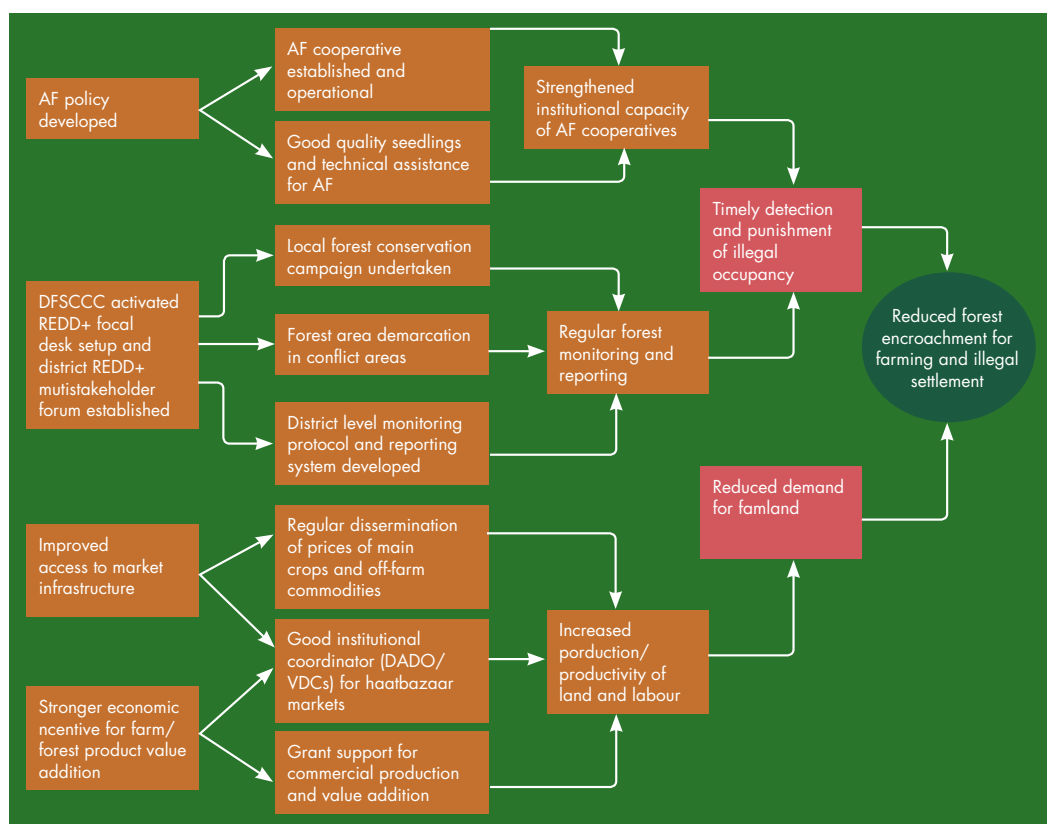 AF policy
developed
AF cooperative
established and
operational
Good quality seedlings
and technical assistance
for AF
Strengthened
institutional capacity
of AF cooperatives
Timely detection
and punishment
of illegal
occupancy
DFSCCC activated
REDD+ focal
desk setup and
district REDD+
mutistakeholder
forum established
Local forest conservation
campaign undertaken
Forest area demarcation
in conflict areas
District level monitoring
protocol and reporting
system developed
Regular forest
monitoring and
reporting
Reduced forest
encroachment for
farming and illegal
settlement
Improved
access to market
infrastructure
Stronger economic
ncentive for farm/
forest product value
addition
Regular dissermination
of prices of main
crops and off-farm
commodities
Good institutional
coordinator (DADO/
VDCs) for haatbazaar
markets
Grant support for
commercial production
and value addition
Increased
porduction/
productivity of
land and labour
Reduced demand
for famland